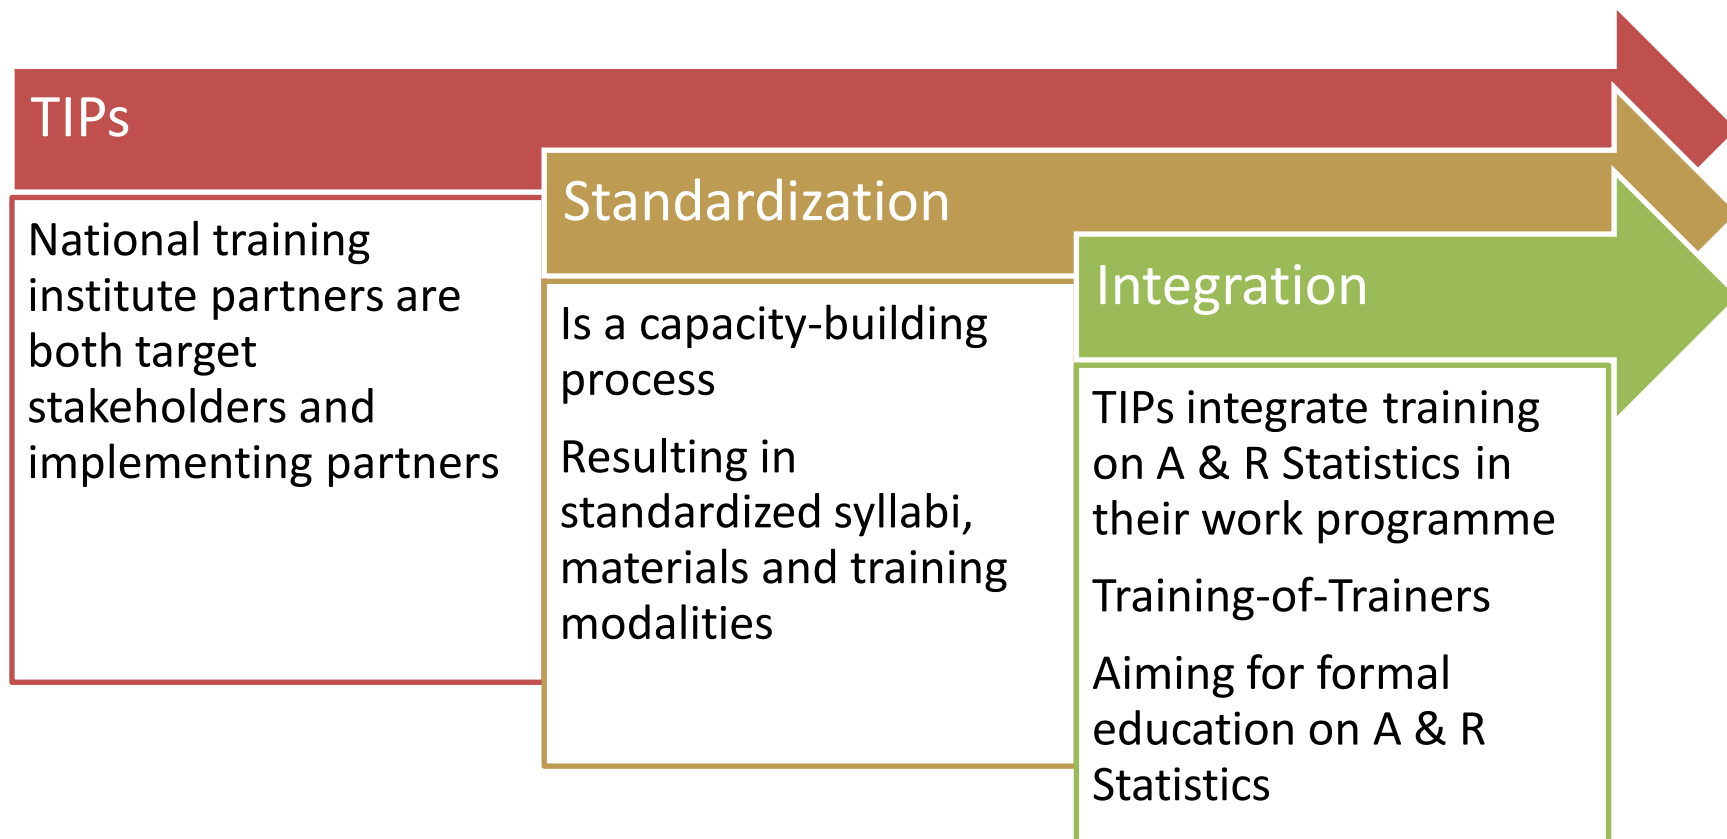 TIPs
National training
institute partners are
both target
stakeholders and
implementing partners
Standardization
Is a capacity-building
process
Resulting in
standardized syllabi,
materials and training
modalities
Integration
TIPs integrate training
on A & R Statistics in
their work programme
Training-of-Trainers
Aiming for formal
education on A & R
Statistics